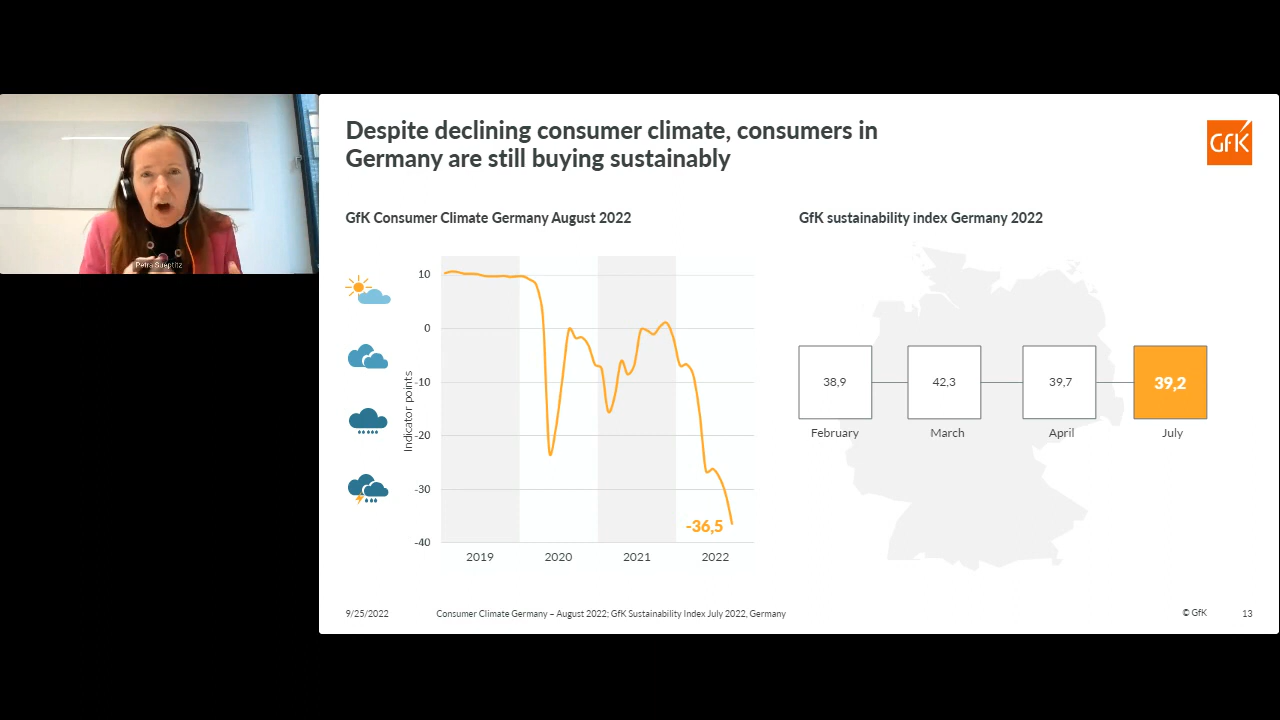 Despite declining consumer climate, consumers in
Germany are still buying sustainably
GfK
GfK Consumer Climate Germany August 2022
GfK sustainability index Germany 2022
Petra Sueptitz
Indicator points
10
0
-10
-20
-30
-40
-36,5
2019
2020
2021
2022
38,9
42,3
39,7
39,2
February
March
April
July
9/25/2022
Consumer Climate Germany – August 2022; GfK Sustainability Index July 2022, Germany
© GfK
13